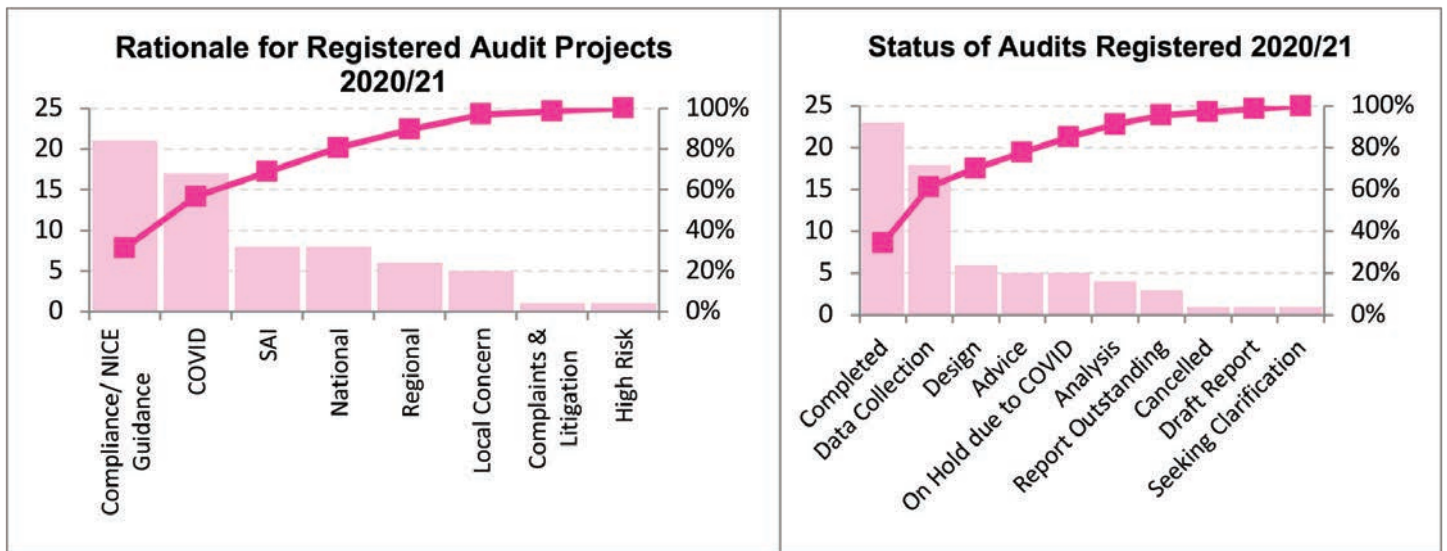 Rationale for Registered Audit Projects
2020/21
25
20
15
10
5
0
100%
80%
60%
40%
20%
0%
Compliance/ NICE
Guidance
COVID
SAI
National
Regional
Local Concern
Complaints &
Litigation
High Risk
Status of Audits Registered 2020/21
25
20
15
10
5
0
100%
80%
60%
40%
20%
0%
Completed
Data Collection
Design
Advice
On Hold due to COVID
Analysis
Report Outstanding
Cancelled
Draft Report
Seeking Clarification